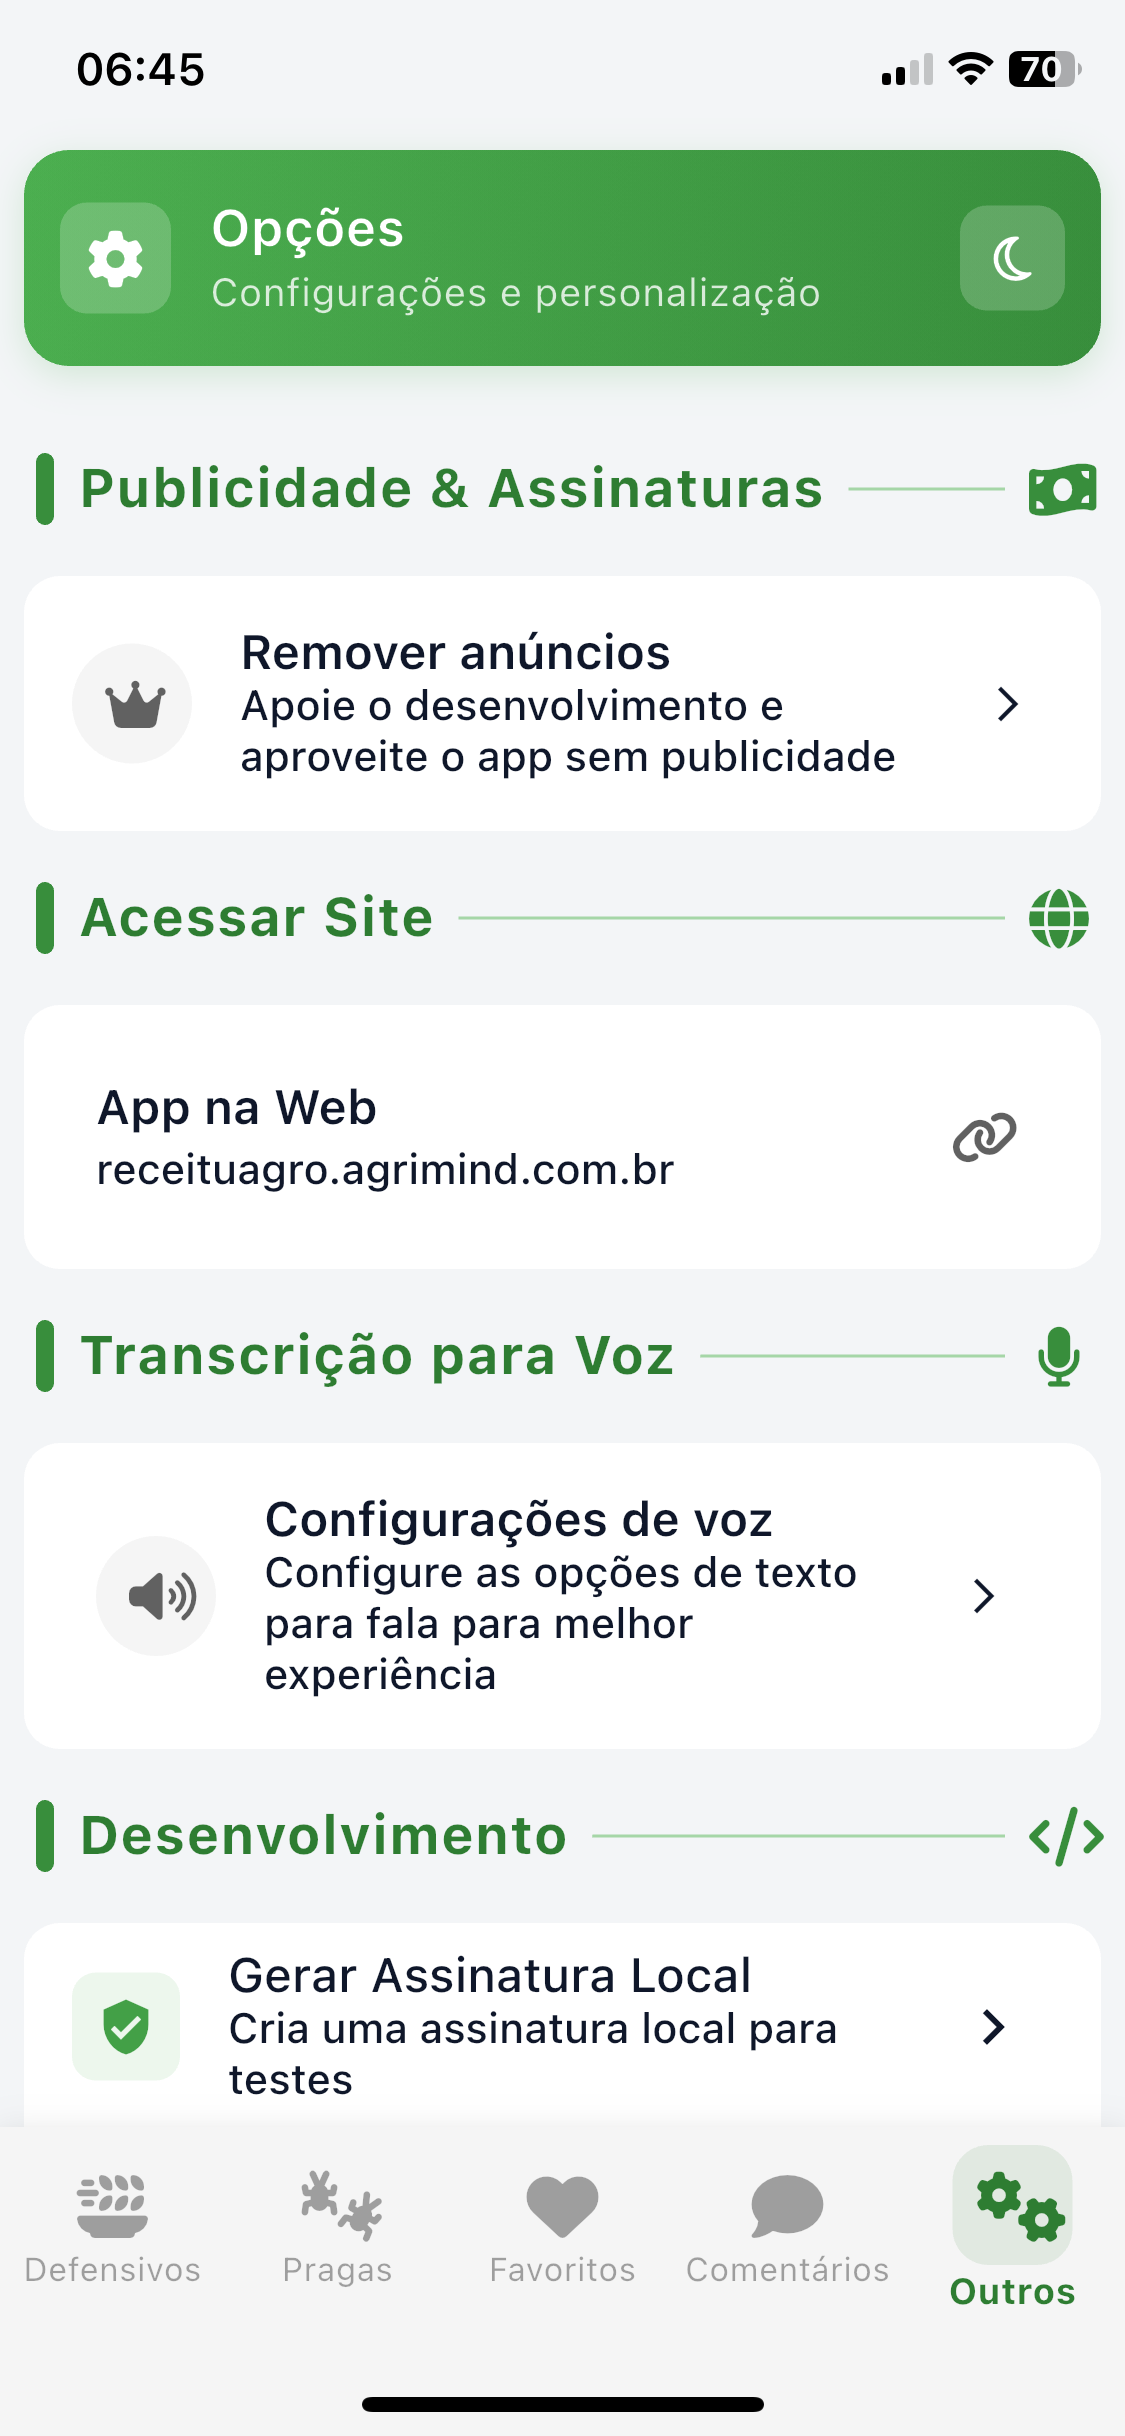 06:45
70
Opções
Configurações e personalização
Publicidade & Assinaturas
Remover anúncios
Apoie o desenvolvimento e
aproveite o app sem publicidade
Acessar Site
App na Web
receituagro.agrimind.com.br
Transcrição para Voz
Configurações de voz
Configure as opções de texto
para fala para melhor
experiência
Desenvolvimento
Gerar Assinatura Local
Cria uma assinatura local para
testes
Defensivos
Pragas
Favoritos
Comentários
Outros